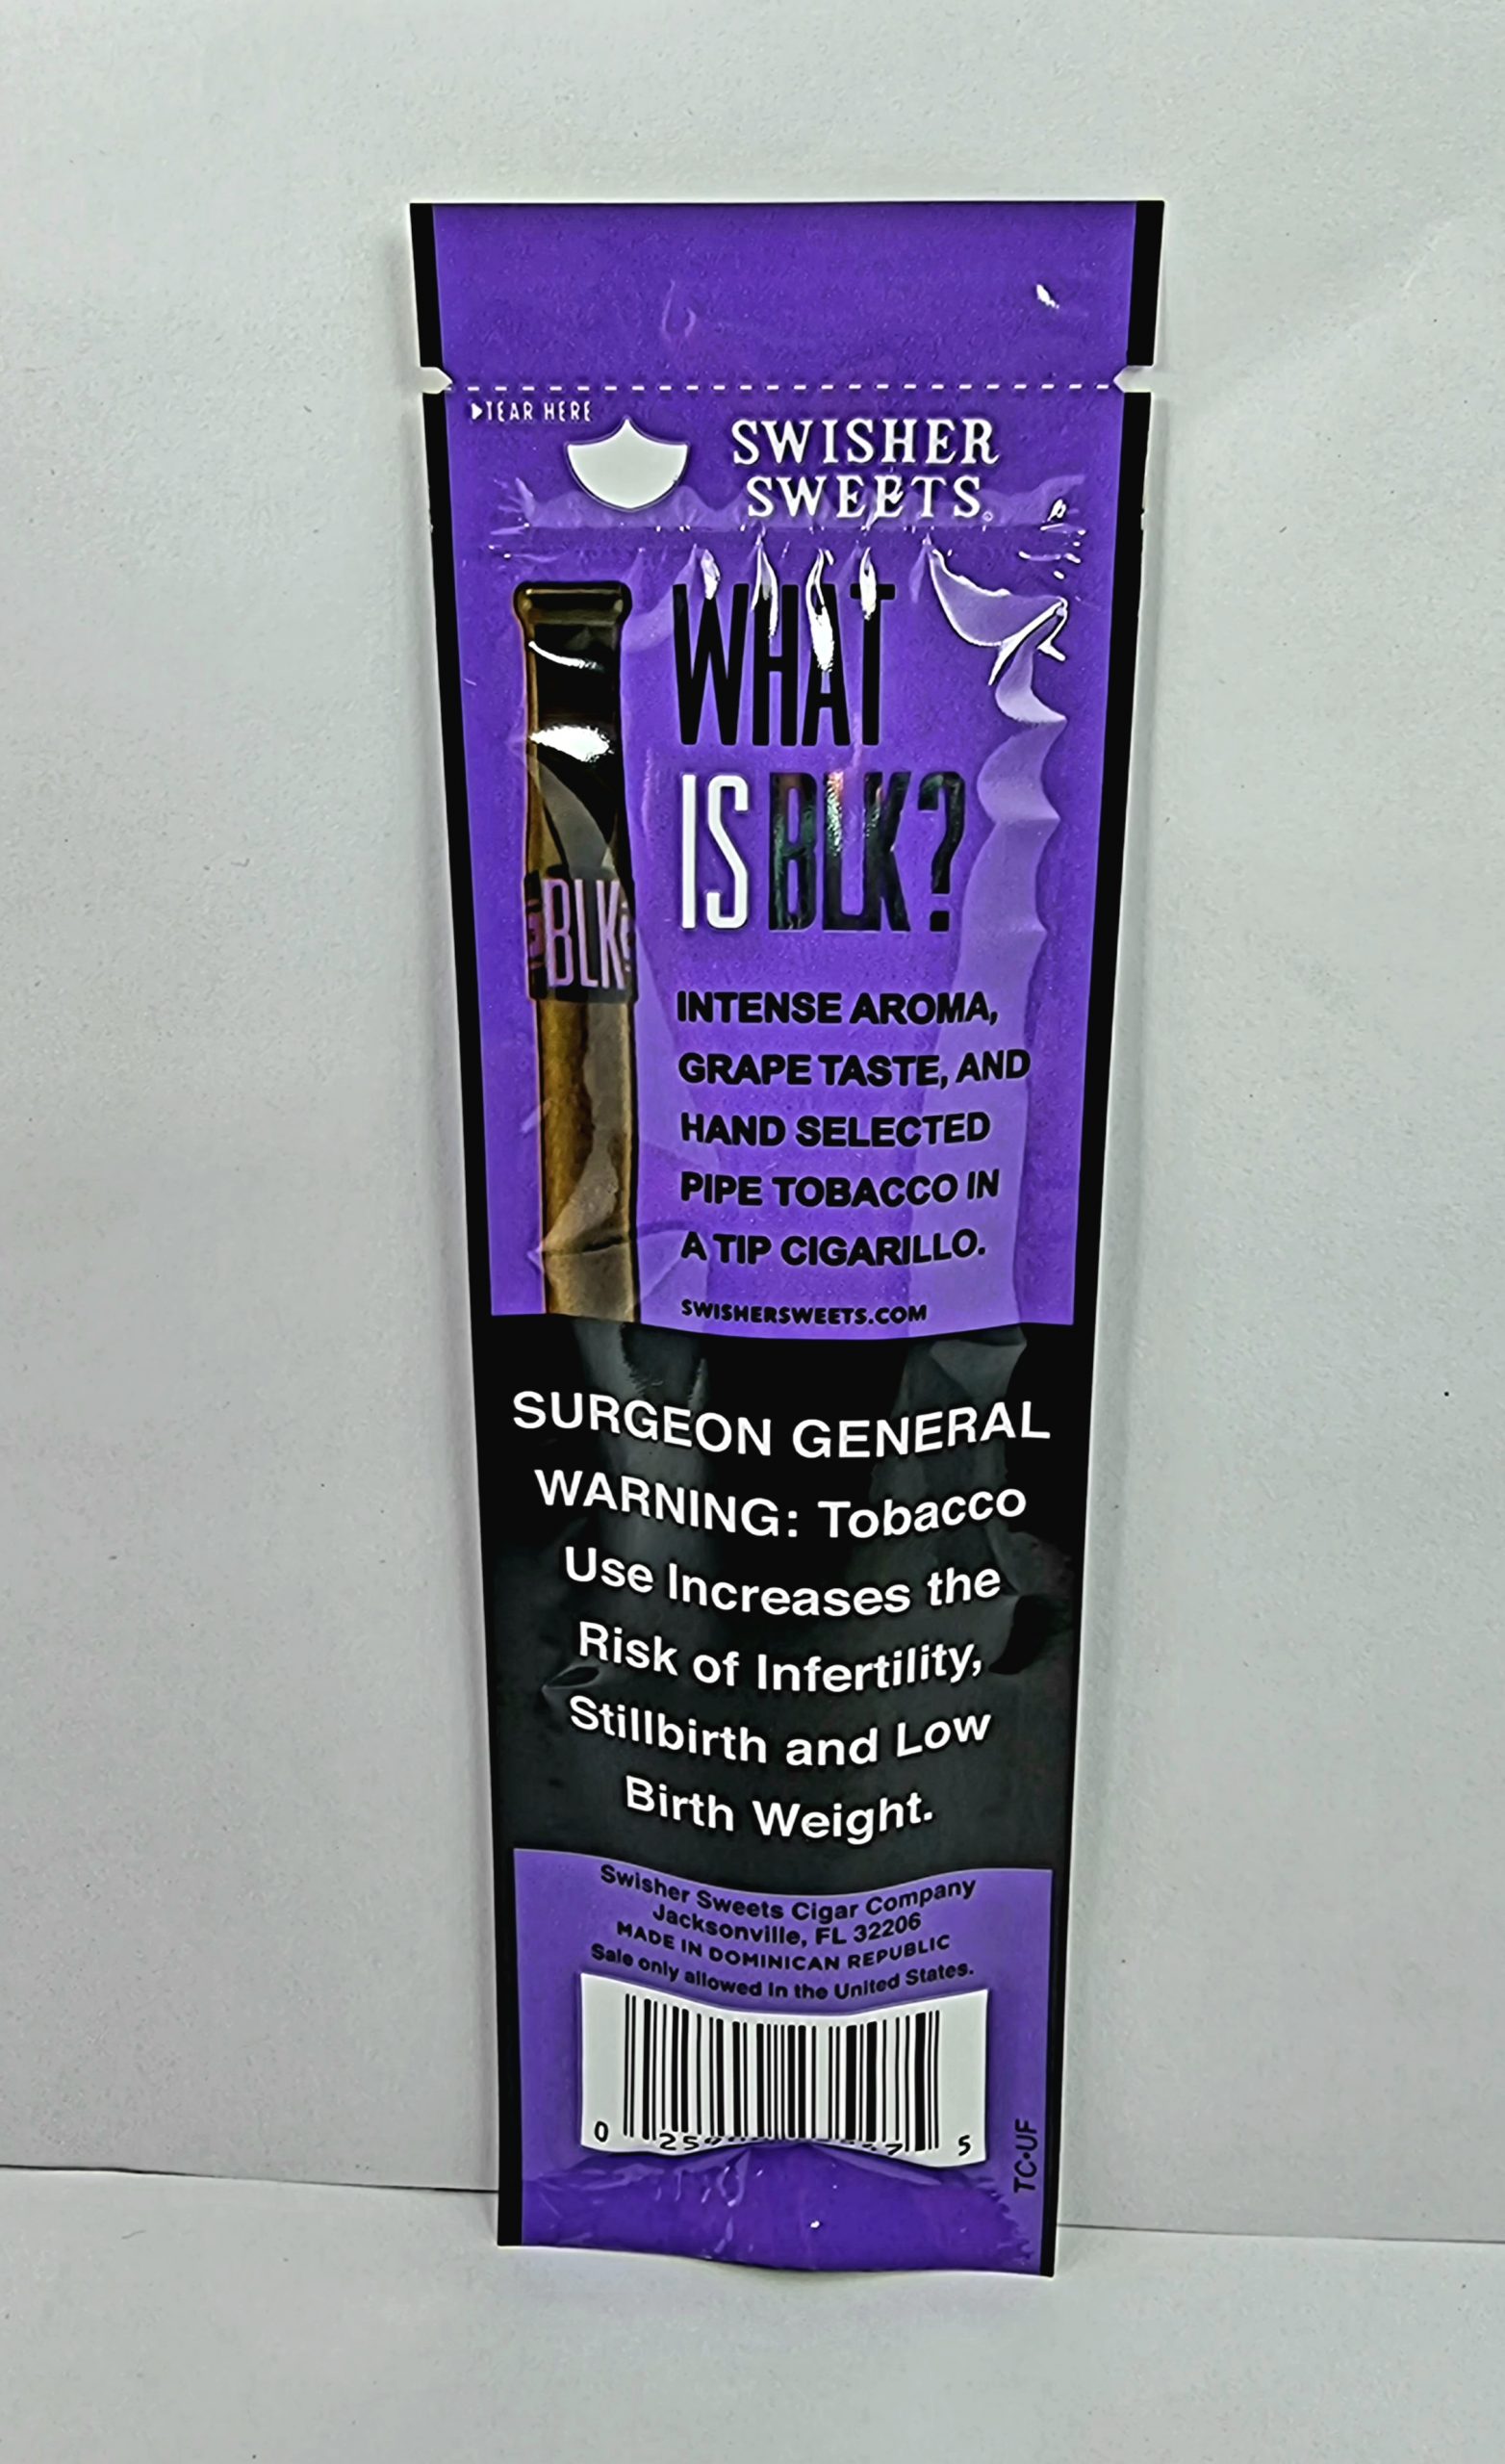 TEAR HERE
SWISHER
SWEETS
WHAT
IS BLK?
BLK
INTENSE AROMA,
GRAPE TASTE, AND
HAND SELECTED
PIPE TOBACCO IN
A TIP CIGARILLO.
SWISHERSWEETS.COM
SURGEON GENERAL
WARNING: Tobacco
Use Increases the
Risk of Infertility,
Stillbirth and Low
Birth Weight.
Swisher Sweets Cigar Company
Jacksonville, FL 32206
MADE IN DOMINICAN REPUBLIC
Sale only allowed in the United States.
0 5
TC•UF